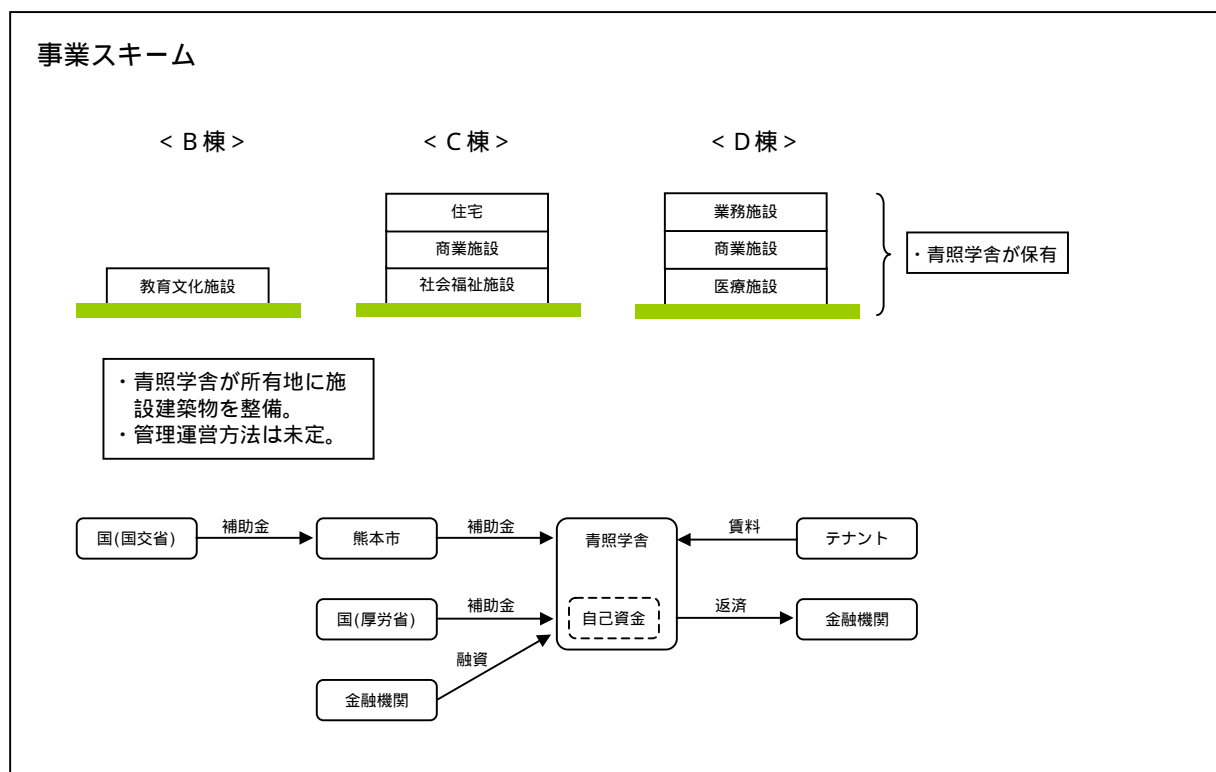 事業スキーム
＜Ｂ棟＞
＜Ｃ棟＞
＜Ｄ棟＞
教育文化施設
住宅
商業施設
社会福祉施設
業務施設
商業施設
医療施設
・青照学舎が保有
・青照学舎が所有地に施
設建築物を整備。
・管理運営方法は未定。
国(国交省)
補助金
熊本市
補助金
青照学舎
賃料
テナント
国(厚労省)
補助金
自己資金
返済
金融機関
融資
金融機関